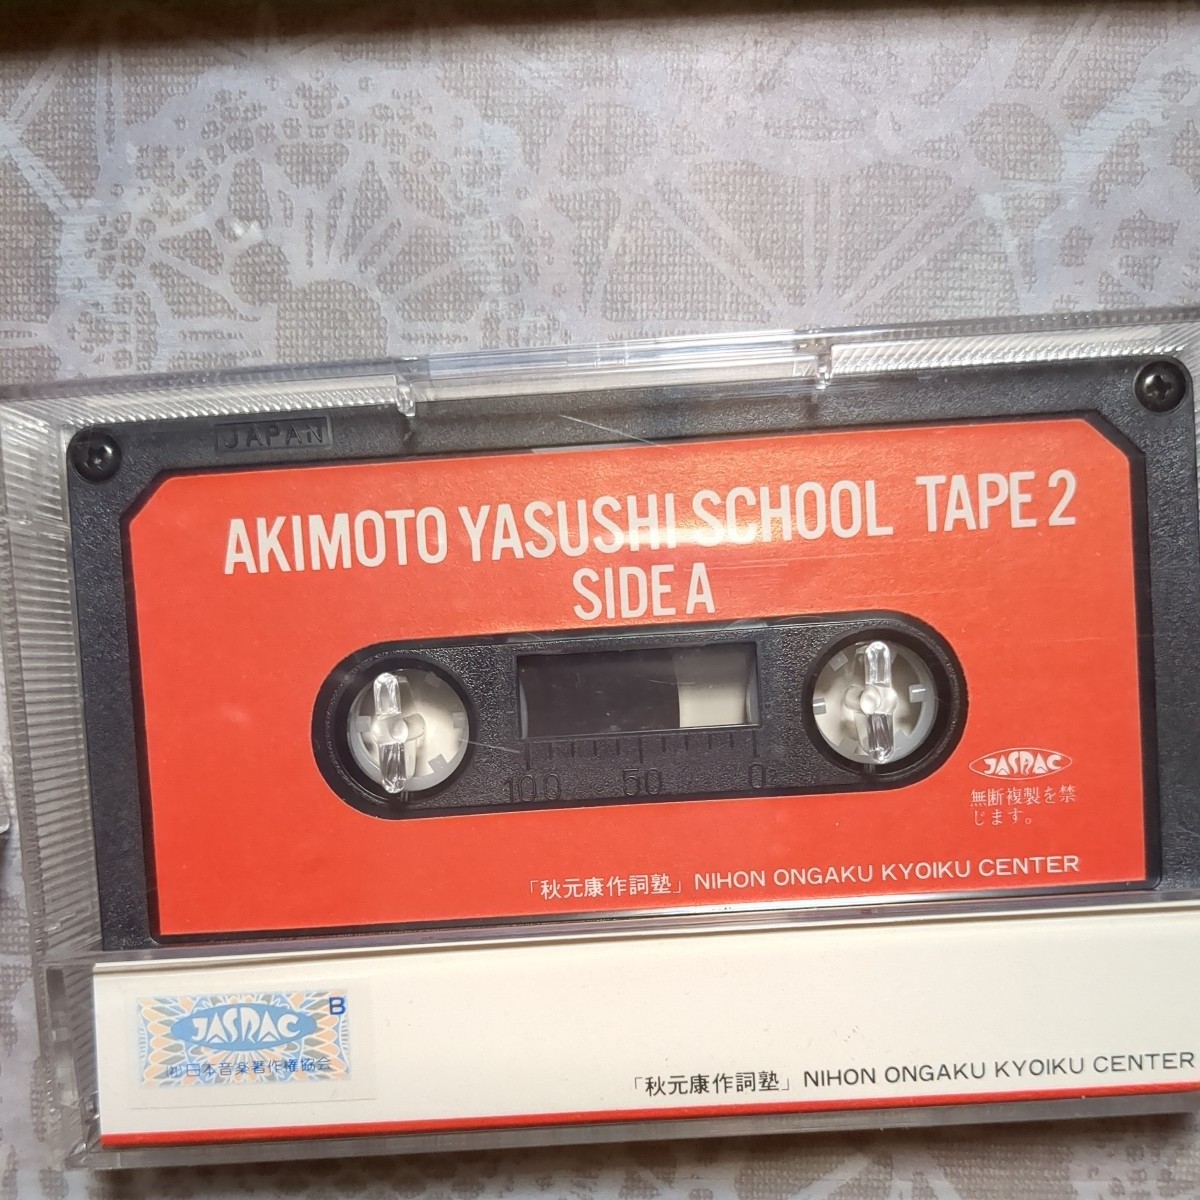 JAPAN
AKIMOTO YASUSHI SCHOOL TAPE 2
SIDE A
100 50 0
JASRAC
無断複製を禁
じます。
「秋元康作詞塾」NIHON ONGAKU KYOIKU CENTER
B
JASRAC
㈳日本音楽著作権協会
「秋元康作詞塾」NIHON ONGAKU KYOIKU CENTER